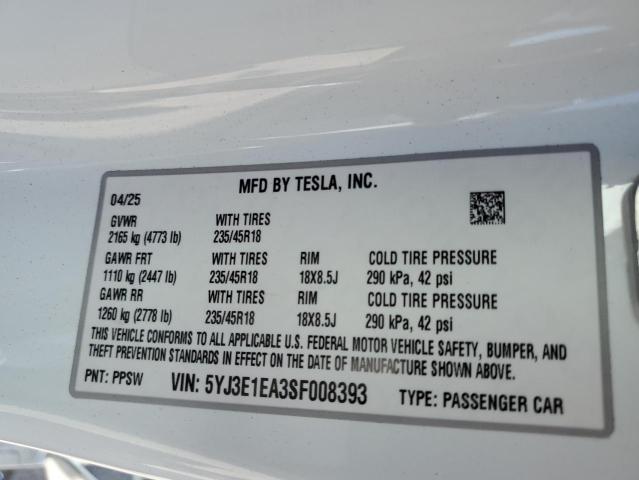 MFD BY TESLA, INC.
04/25
GVWR WITH TIRES
2165 kg (4773 lb) 235/45R18
GAWR FRT WITH TIRES RIM COLD TIRE PRESSURE
1110 kg (2447 lb) 235/45R18 18X8.5J 290 kPa, 42 psi
GAWR RR WITH TIRES RIM COLD TIRE PRESSURE
1260 kg (2778 lb) 235/45R18 18X8.5J 290 kPa, 42 psi
THIS VEHICLE CONFORMS TO ALL APPLICABLE U.S. FEDERAL MOTOR VEHICLE SAFETY, BUMPER, AND
THEFT PREVENTION STANDARDS IN EFFECT ON THE DATE OF MANUFACTURE SHOWN ABOVE.
PNT: PPSW VIN: 5YJ3E1EA3SF008393 TYPE: PASSENGER CAR